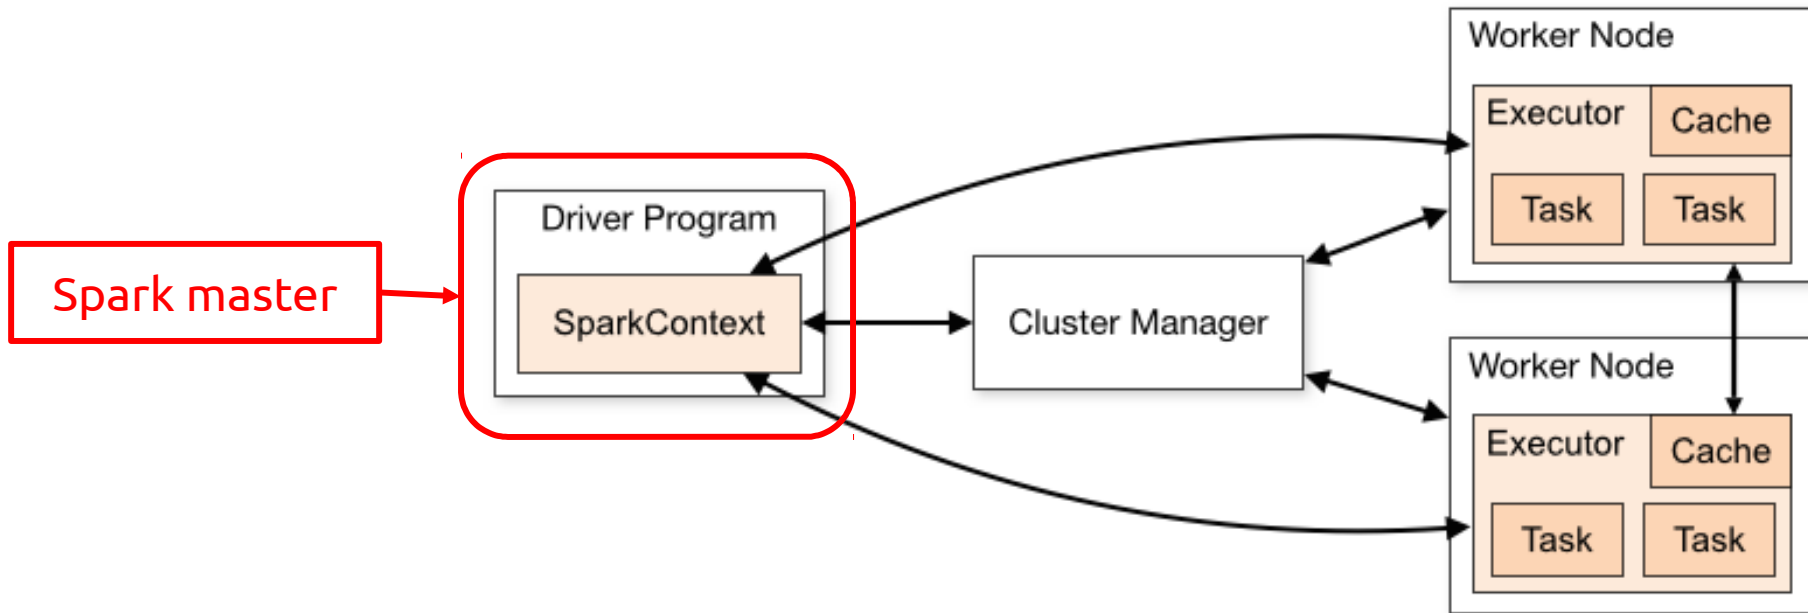 Spark master
Driver Program
SparkContext
Cluster Manager
Worker Node
Executor
Cache
Task
Task
Worker Node
Executor
Cache
Task
Task